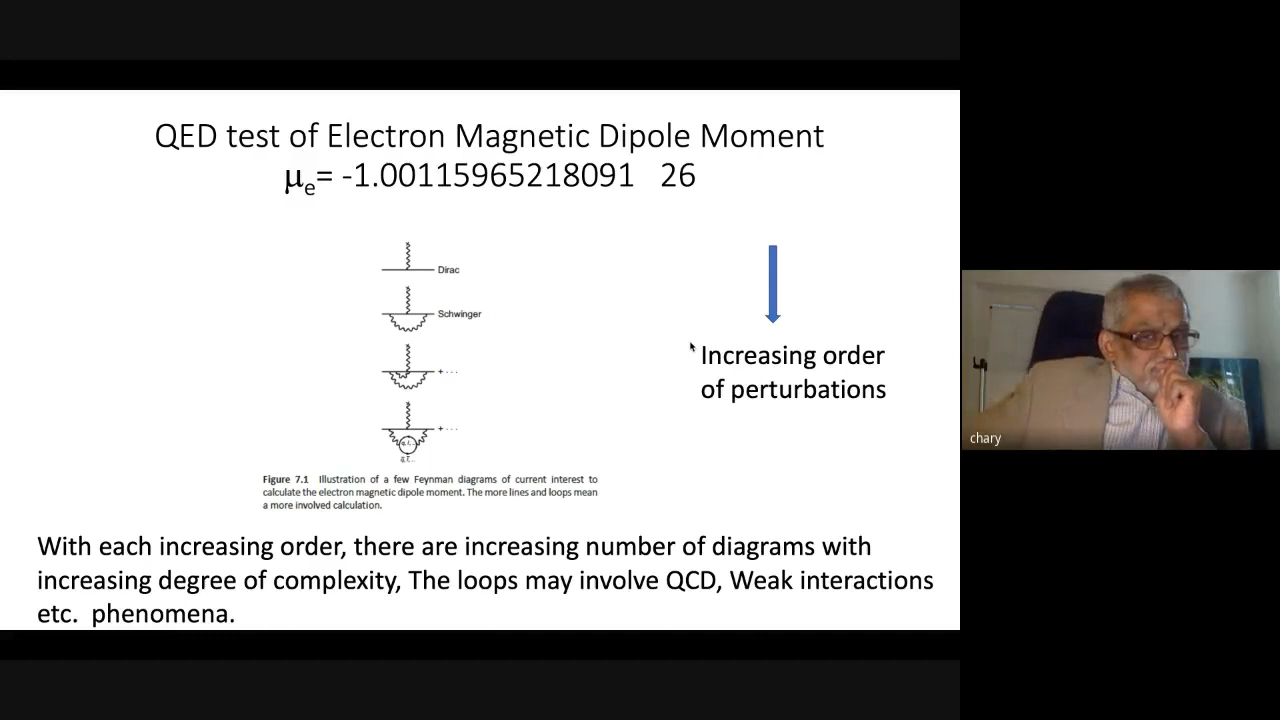 QED test of Electron Magnetic Dipole Moment
μe= -1.00115965218091 26
Dirac
Schwinger
+ ···
+ ···
Increasing order
of perturbations
Figure 7.1 Illustration of a few Feynman diagrams of current interest to
calculate the electron magnetic dipole moment. The more lines and loops mean
a more involved calculation.
With each increasing order, there are increasing number of diagrams with
increasing degree of complexity, The loops may involve QCD, Weak interactions
etc. phenomena.
chary